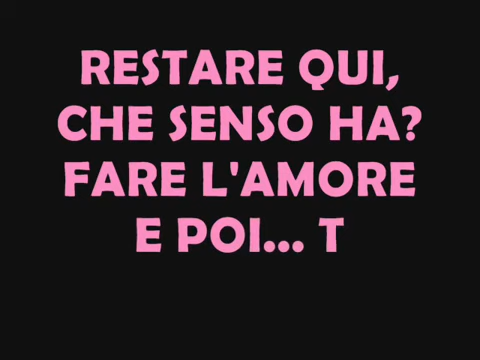 RESTARE QUI,
CHE SENSO HA?
FARE L'AMORE
E POI... T